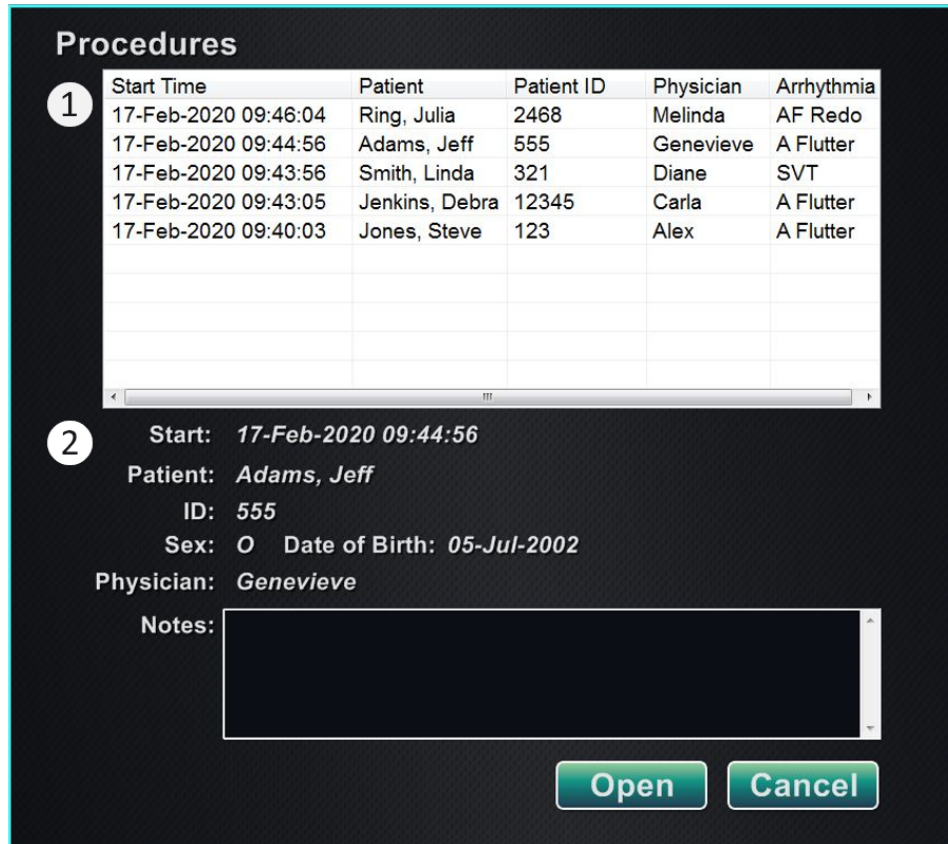 Procedures
1
Start Time Patient Patient ID Physician Arrhythmia
17-Feb-2020 09:46:04 Ring, Julia 2468 Melinda AF Redo
17-Feb-2020 09:44:56 Adams, Jeff 555 Genevieve A Flutter
17-Feb-2020 09:43:56 Smith, Linda 321 Diane SVT
17-Feb-2020 09:43:05 Jenkins, Debra 12345 Carla A Flutter
17-Feb-2020 09:40:03 Jones, Steve 123 Alex A Flutter
2
Start: 17-Feb-2020 09:44:56
Patient: Adams, Jeff
ID: 555
Sex: O Date of Birth: 05-Jul-2002
Physician: Genevieve
Notes:
Open Cancel